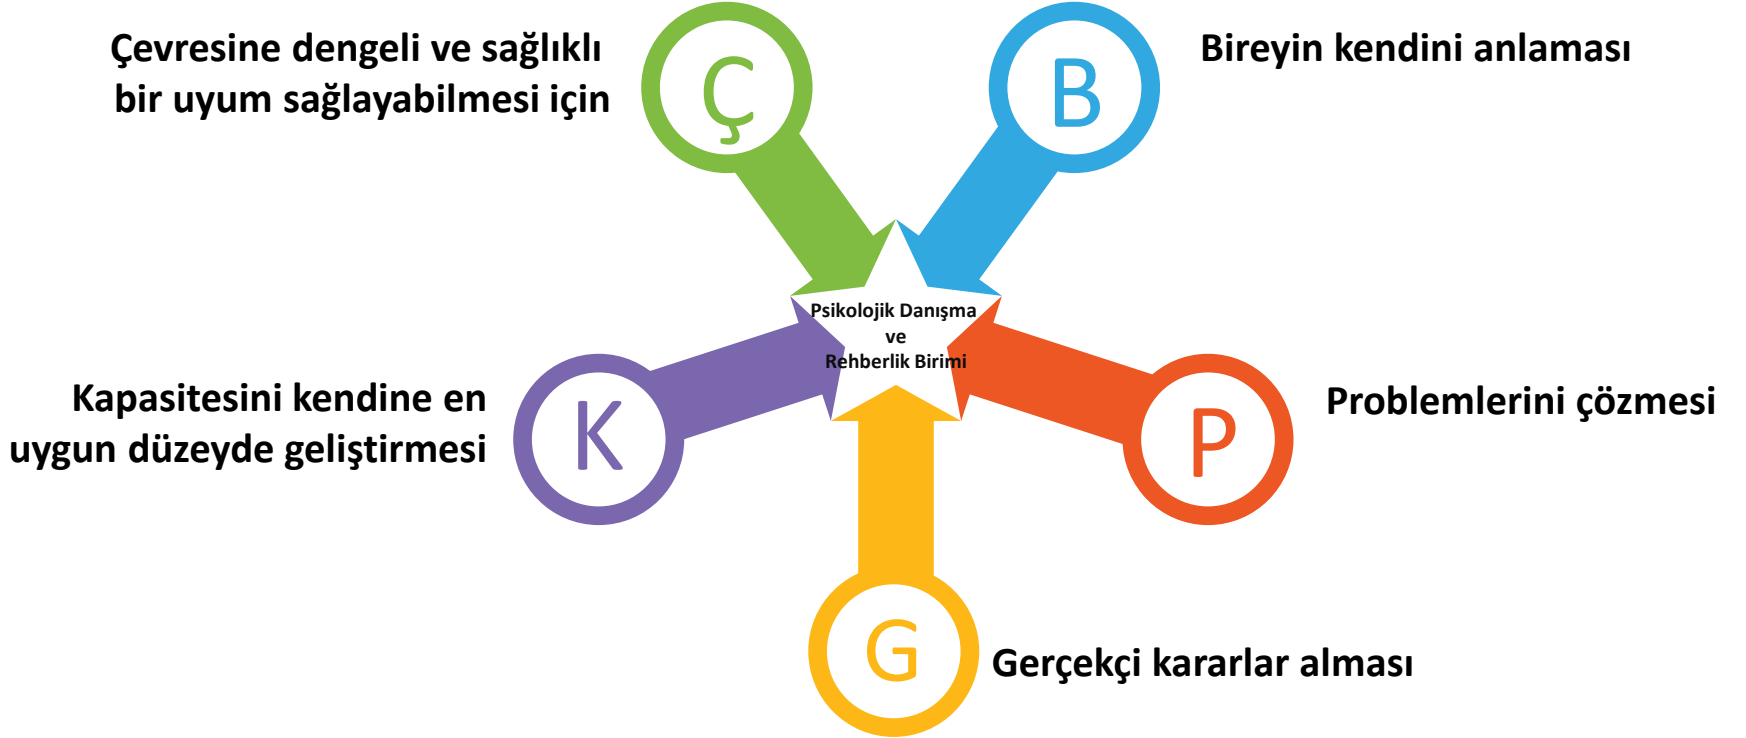 Çevresine dengeli ve sağlıklı
bir uyum sağlayabilmesi için
Ç
B
Bireyin kendini anlaması
Psikolojik Danışma
ve
Rehberlik Birimi
Kapasitesini kendine en
uygun düzeyde geliştirmesi
K
P
Problemlerini çözmesi
G
Gerçekçi kararlar alması